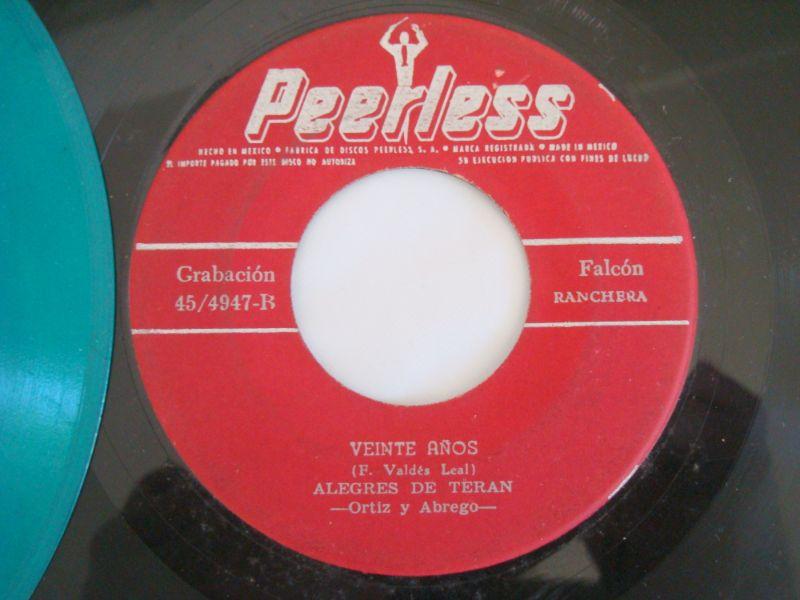 Peerless
HECHO EN MEXICO • FABRICA DE DISCOS PEERLESS, S. A. • MARCA REGISTRADA • MADE IN MEXICO
EL IMPORTE PAGADO POR ESTE DISCO NO AUTORIZA SU EJECUCION PUBLICA CON FINES DE LUCRO
Grabación Falcón
45/4947-B RANCHERA
VEINTE AÑOS
(F. Valdés Leal)
ALEGRES DE TERAN
—Ortiz y Abrego—